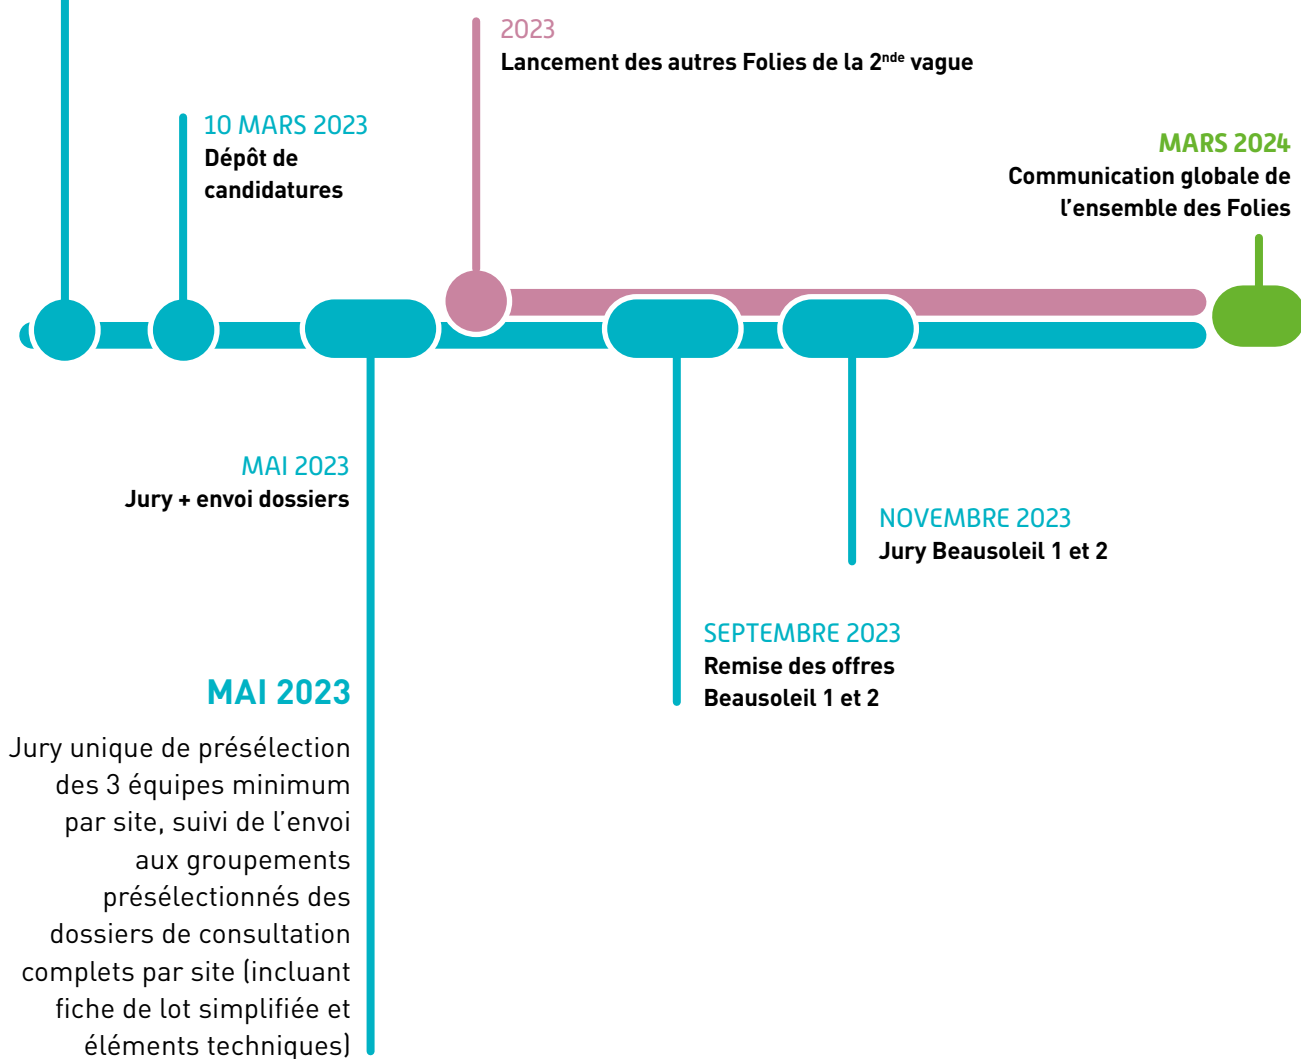 2023
Lancement des autres Folies de la 2nde vague
10 MARS 2023
Dépôt de
candidatures
MARS 2024
Communication globale de
l’ensemble des Folies
MAI 2023
Jury + envoi dossiers
NOVEMBRE 2023
Jury Beausoleil 1 et 2
SEPTEMBRE 2023
Remise des offres
Beausoleil 1 et 2
MAI 2023
Jury unique de présélection
des 3 équipes minimum
par site, suivi de l’envoi
aux groupements
présélectionnés des
dossiers de consultation
complets par site (incluant
fiche de lot simplifiée et
éléments techniques)